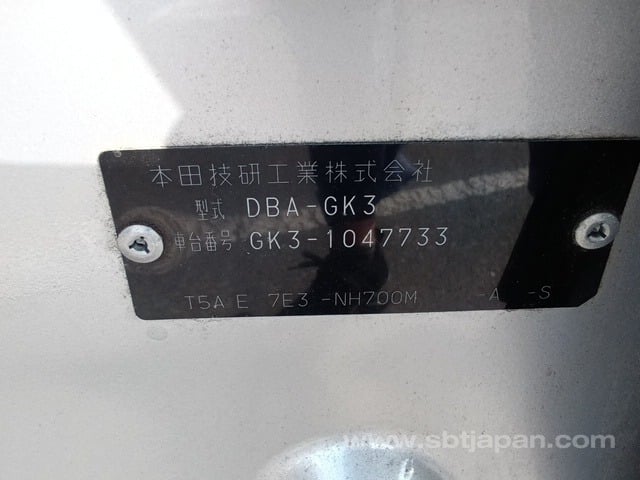 本田技研工業株式会社
型式 DBA-GK3
車台番号 GK3-1047733
T5A E 7E3 -NH700M -A -S
www.sbtjapan.com